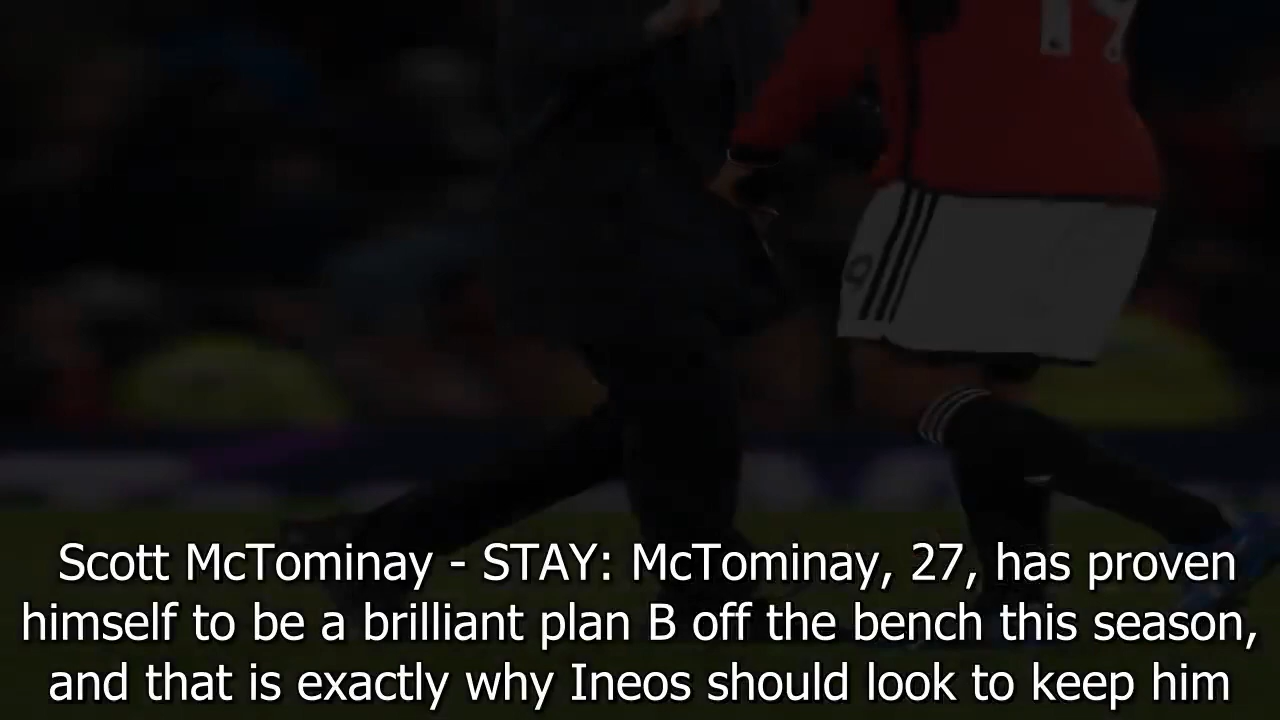 Scott McTominay - STAY: McTominay, 27, has proven
himself to be a brilliant plan B off the bench this season,
and that is exactly why Ineos should look to keep him